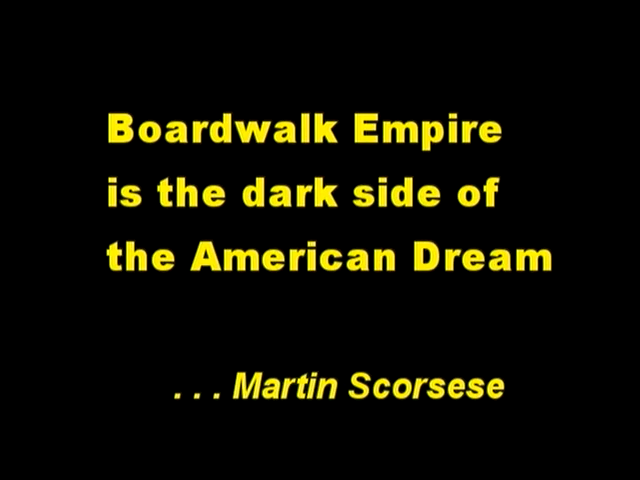 Boardwalk Empire
is the dark side of
the American Dream
. . . Martin Scorsese